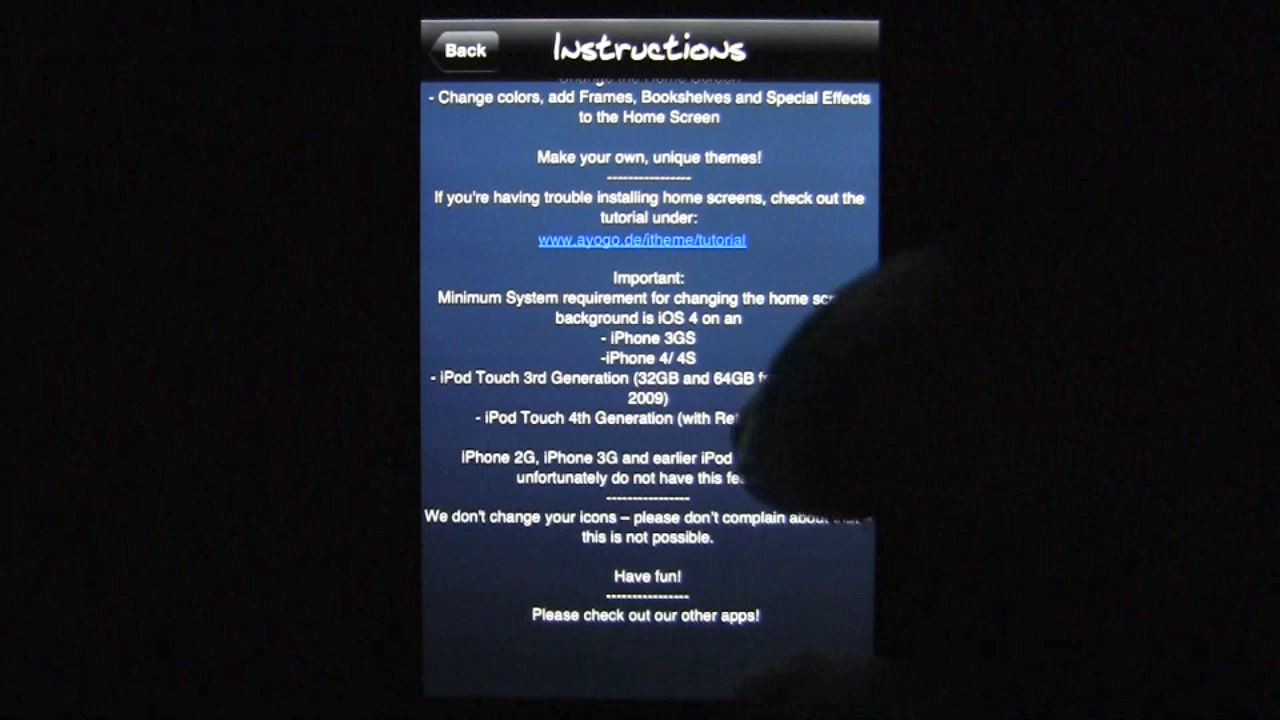 Back
Instructions
Change the Home Screen
- Change colors, add Frames, Bookshelves and Special Effects
to the Home Screen
Make your own, unique themes!
----------------
If you're having trouble installing home screens, check out the
tutorial under:
www.ayogo.de/itheme/tutorial
Important:
Minimum System requirement for changing the home
background is iOS 4 on an
- iPhone 3GS
-iPhone 4/ 4S
- iPod Touch 3rd Generation (32GB and 64GB
2009)
- iPod Touch 4th Generation (with
iPhone 2G, iPhone 3G and earlier iPod
unfortunately do not have this
----------------
We don't change your icons – please don't complain about that -
this is not possible.
Have fun!
----------------
Please check out our other apps!